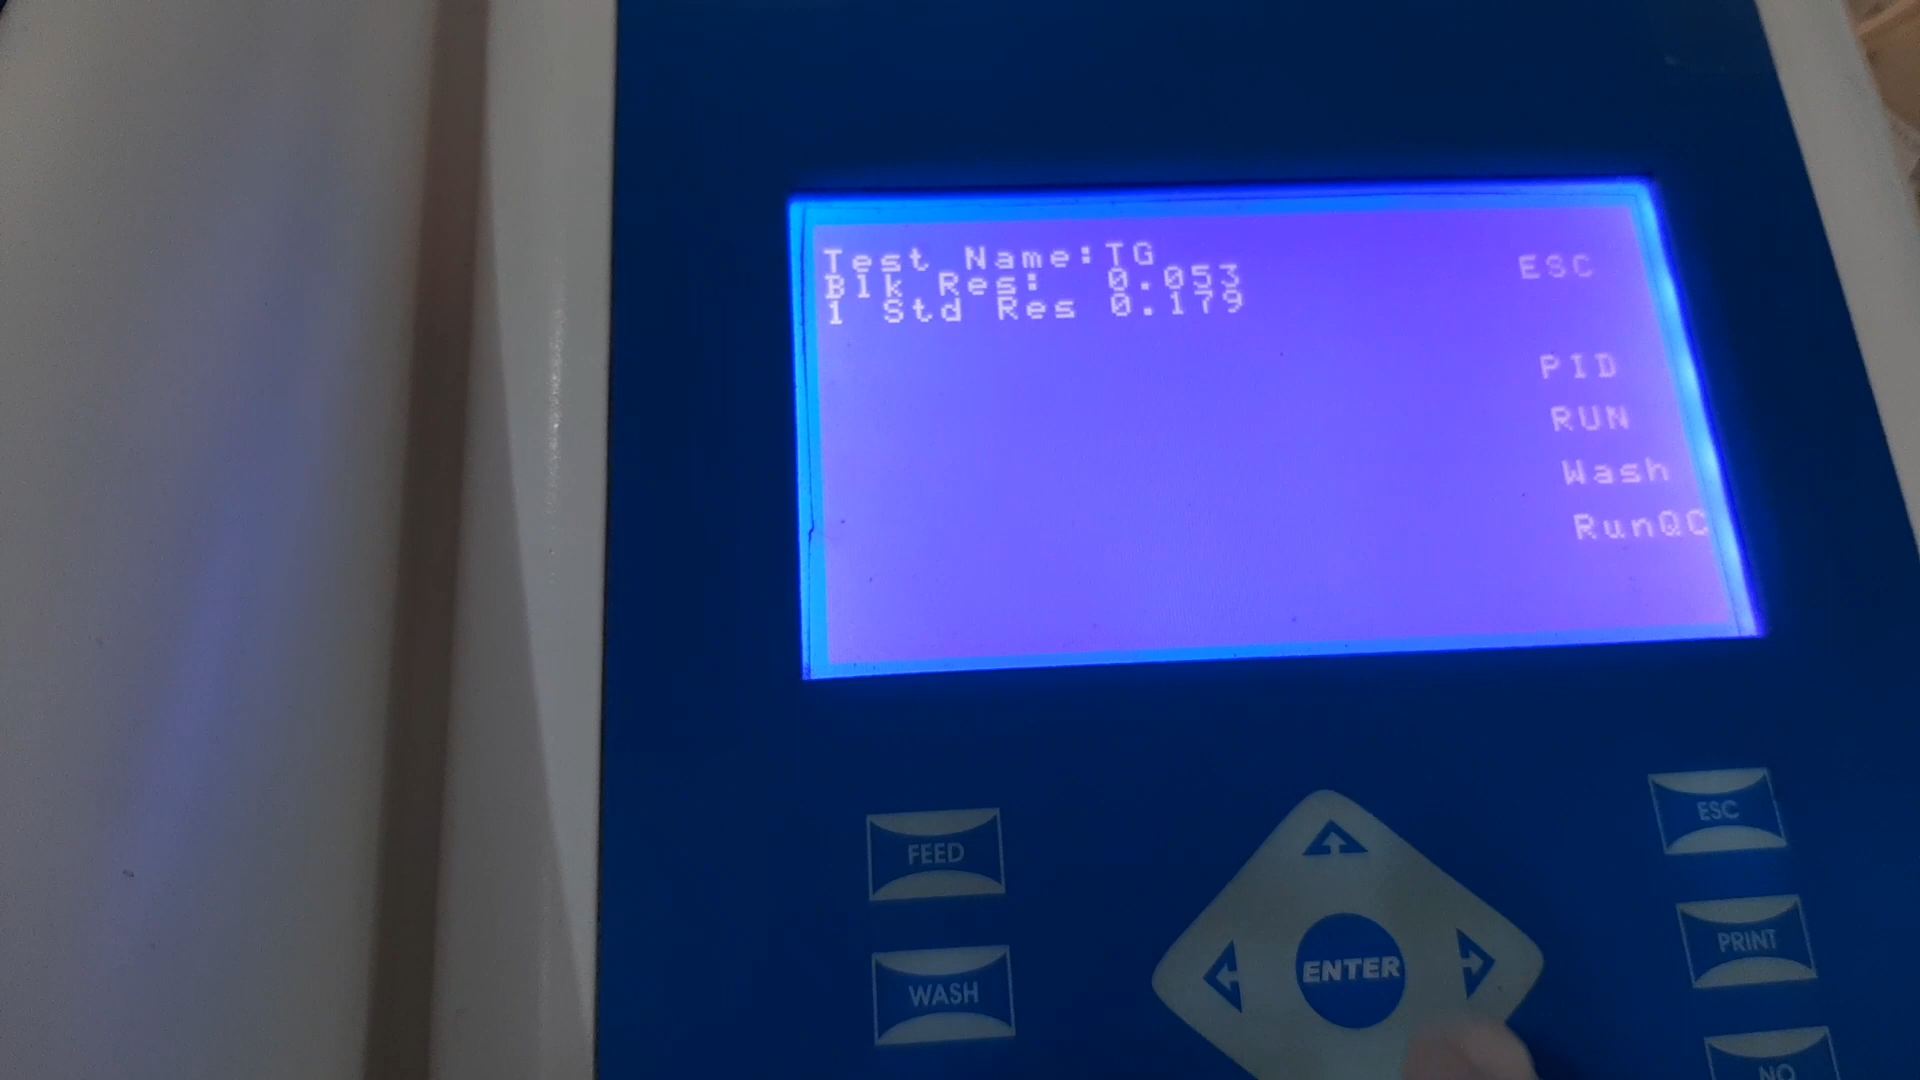 Test Name:TG
Blk Res: 0.053
1 Std Res 0.179
ESC
PID
RUN
Wash
RunQC
FEED
WASH
ENTER
ESC
PRINT
NO